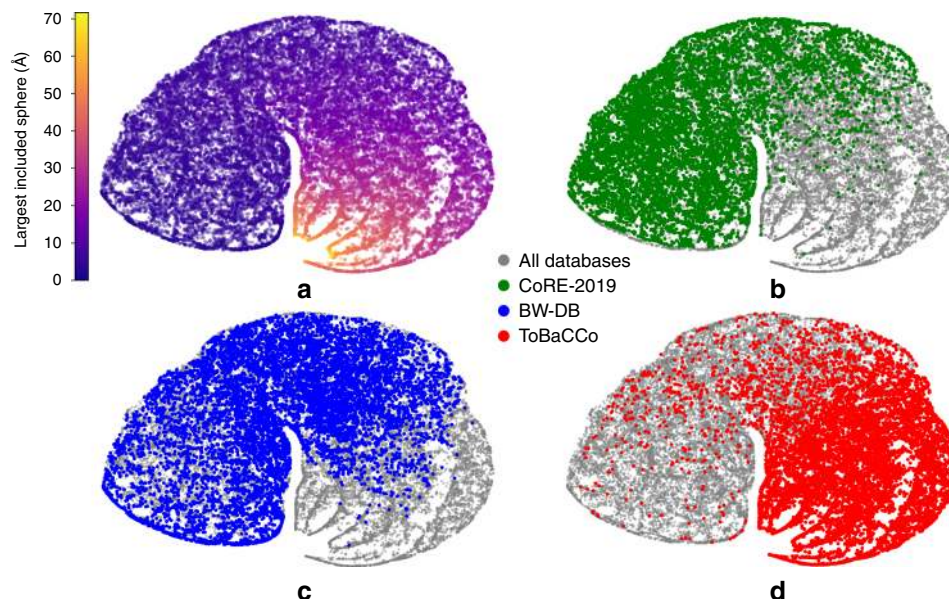 Largest included sphere (Å)
70
60
50
40
30
20
10
0
a
b
All databases
CoRE-2019
BW-DB
ToBaCCo
c
d